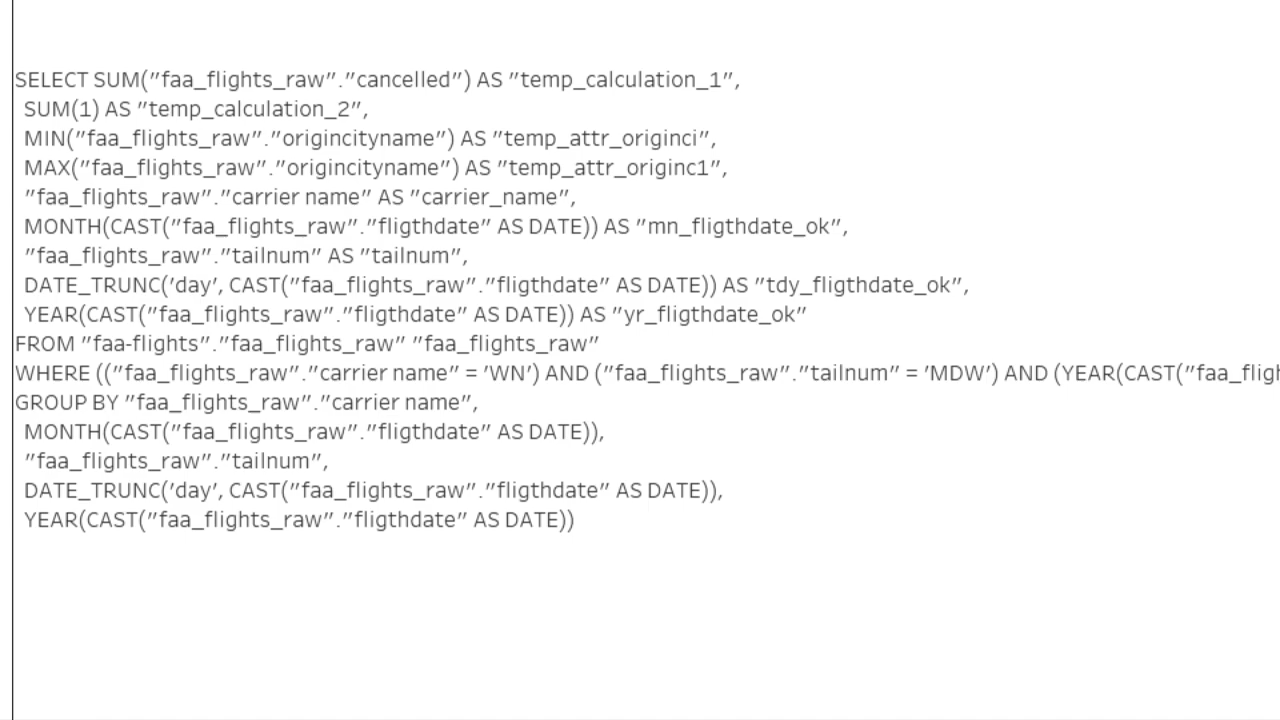 SELECT SUM("faa_flights_raw"."cancelled") AS "temp_calculation_1",
SUM(1) AS "temp_calculation_2",
MIN("faa_flights_raw"."origincityname") AS "temp_attr_originci",
MAX("faa_flights_raw"."origincityname") AS "temp_attr_originc1",
"faa_flights_raw"."carrier name" AS "carrier_name",
MONTH(CAST("faa_flights_raw"."fligthdate" AS DATE)) AS "mn_fligthdate_ok",
"faa_flights_raw"."tailnum" AS "tailnum",
DATE_TRUNC('day', CAST("faa_flights_raw"."fligthdate" AS DATE)) AS "tdy_fligthdate_ok",
YEAR(CAST("faa_flights_raw"."fligthdate" AS DATE)) AS "yr_fligthdate_ok"
FROM "faa-flights"."faa_flights_raw" "faa_flights_raw"
WHERE (("faa_flights_raw"."carrier name" = 'WN') AND ("faa_flights_raw"."tailnum" = 'MDW') AND (YEAR(CAST("faa_fligh
GROUP BY "faa_flights_raw"."carrier name",
MONTH(CAST("faa_flights_raw"."fligthdate" AS DATE)),
"faa_flights_raw"."tailnum",
DATE_TRUNC('day', CAST("faa_flights_raw"."fligthdate" AS DATE)),
YEAR(CAST("faa_flights_raw"."fligthdate" AS DATE))